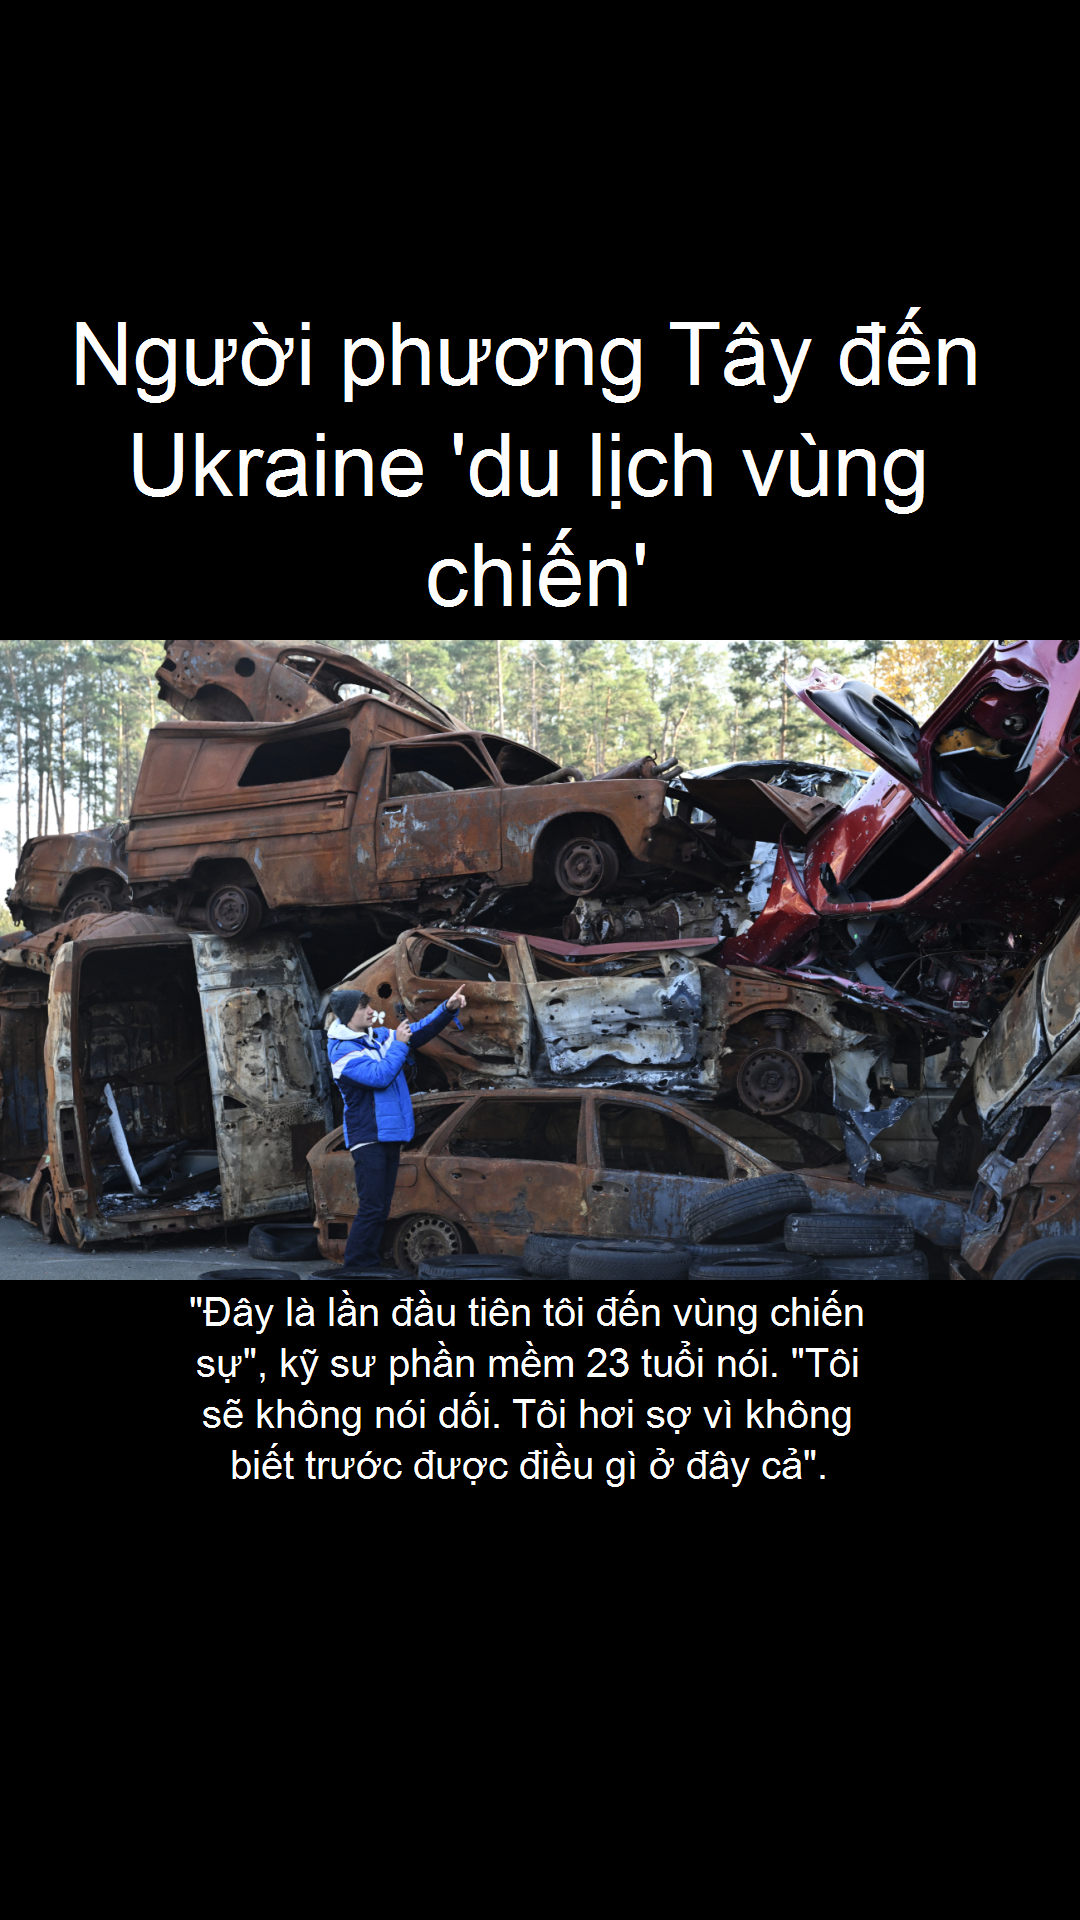 Người phương Tây đến
Ukraine 'du lịch vùng
chiến'
"Đây là lần đầu tiên tôi đến vùng chiến
sự", kỹ sư phần mềm 23 tuổi nói. "Tôi
sẽ không nói dối. Tôi hơi sợ vì không
biết trước được điều gì ở đây cả".